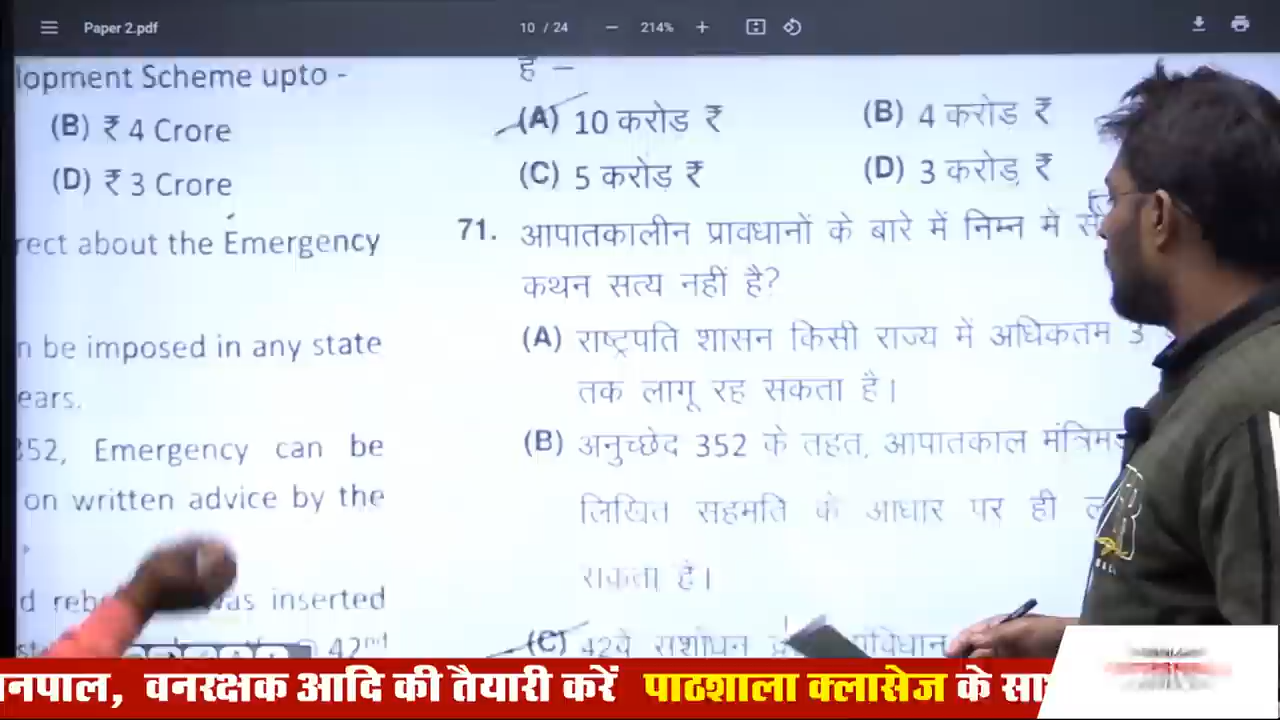 Paper 2.pdf
10 / 24
214%
lopment Scheme upto -
(B) ₹ 4 Crore
(D) ₹ 3 Crore
rect about the Emergency
n be imposed in any state
ears.
352, Emergency can be
on written advice by the
was inserted
42nd
है –
(A) 10 करोड़ ₹
(B) 4 करोड़ ₹
(C) 5 करोड़ ₹
(D) 3 करोड़ ₹
71. आपातकालीन प्रावधानों के बारे में निम्न में से
कथन सत्य नहीं है?
(A) राष्ट्रपति शासन किसी राज्य में अधिकतम 3
तक लागू रह सकता है।
(B) अनुच्छेद 352 के तहत, आपातकाल
लिखित सहमति के आधार पर ही
सकता है।
(C) 42वें संशोधन
नपाल, वनरक्षक आदि की तैयारी करें पाठशाला क्लासेज के